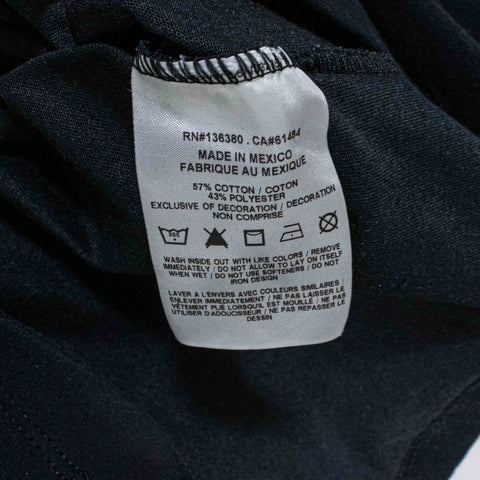 RN#136380 . CA#61484
MADE IN MEXICO
FABRIQUE AU MEXIQUE
57% COTTON / COTON
43% POLYESTER
EXCLUSIVE OF DECORATION / DECORATION
NON COMPRISE
WASH INSIDE OUT WITH LIKE COLORS / REMOVE
IMMEDIATELY / DO NOT ALLOW TO LAY ON ITSELF
WHEN WET / DO NOT USE SOFTENERS / DO NOT
IRON DESIGN
LAVER A L'ENVERS AVEC COULEURS SIMILAIRES /
ENLEVER IMMEDIATEMENT / NE PAS LAISSER LE
VÊTEMENT PLIÉ LORSQU'IL EST MOUILLÉ / NE PAS
UTILISER D'ADOUCISSEUR / NE PAS REPASSER LE
DESSIN